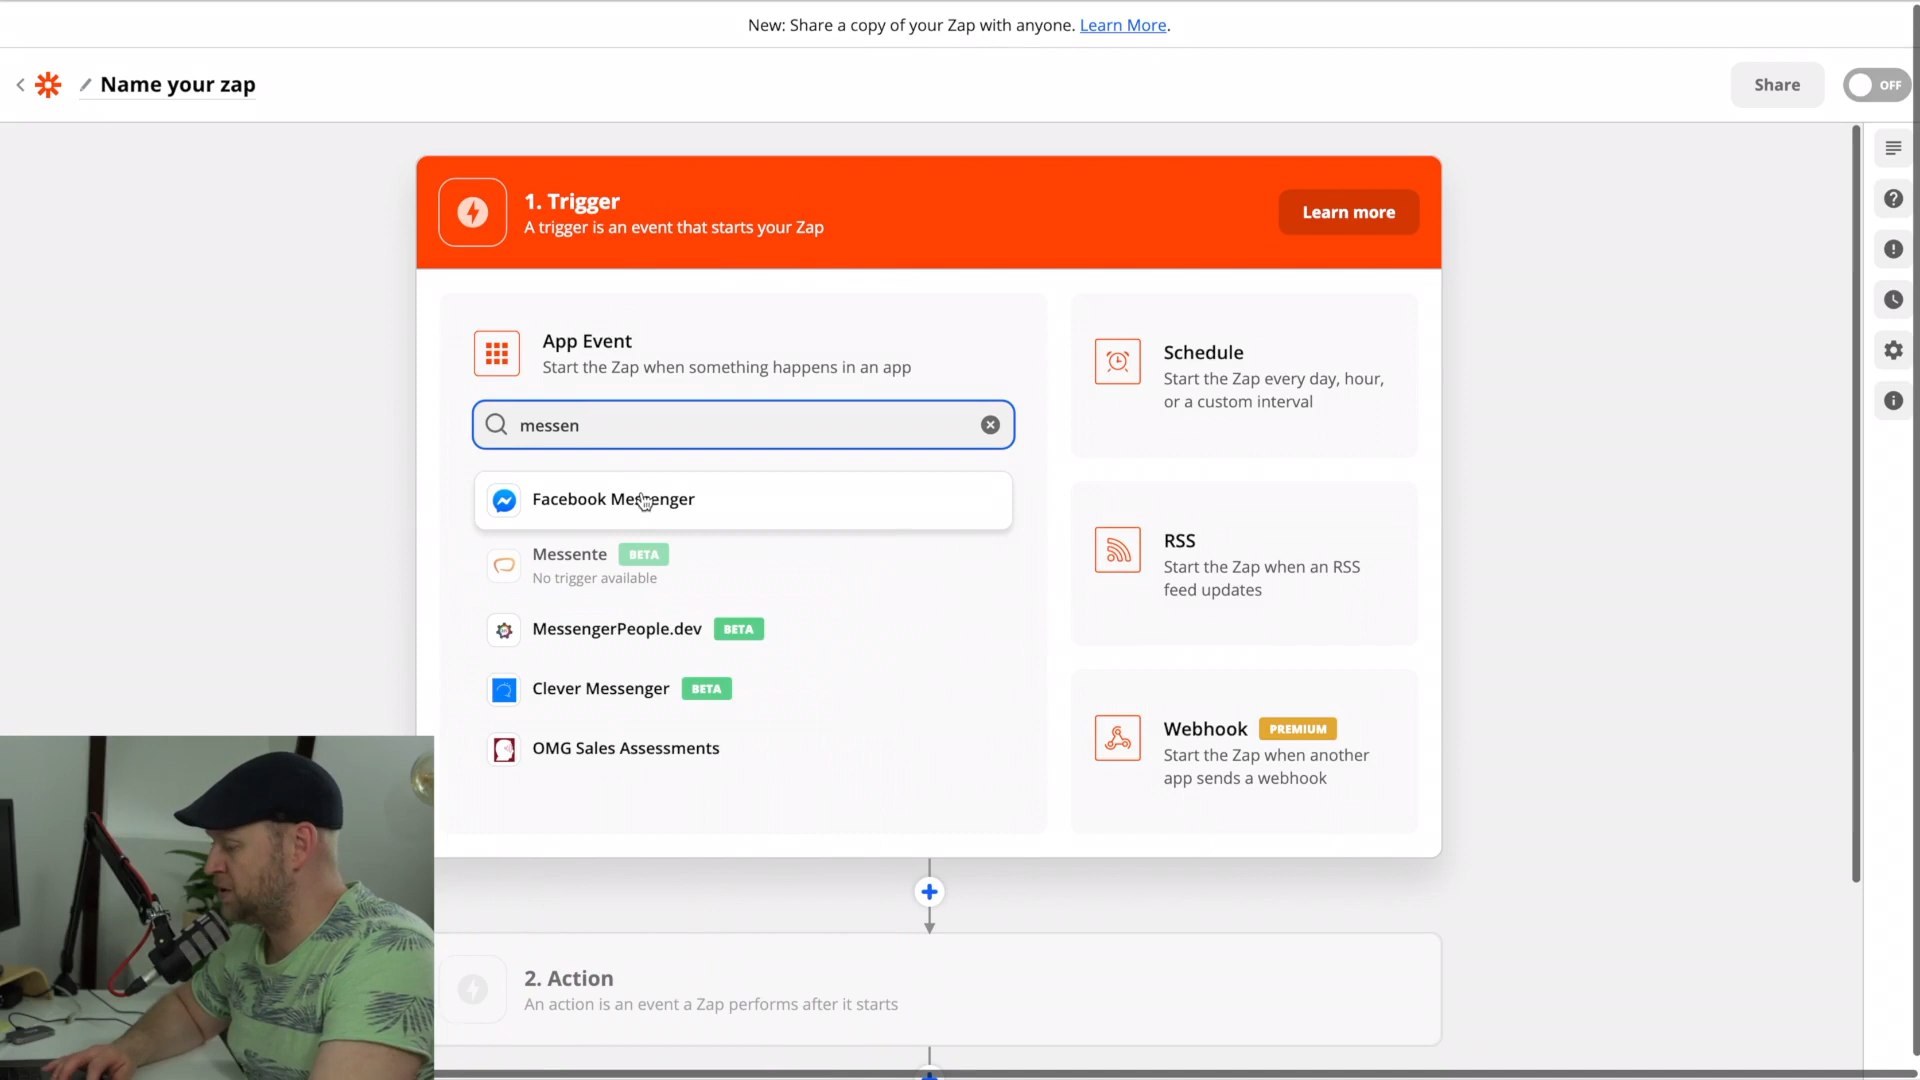 New: Share a copy of your Zap with anyone. Learn More.
Name your zap
Share
OFF
1. Trigger
A trigger is an event that starts your Zap
Learn more
App Event
Start the Zap when something happens in an app
messen
Facebook Messenger
Messente BETA
No trigger available
MessengerPeople.dev BETA
Clever Messenger BETA
OMG Sales Assessments
Schedule
Start the Zap every day, hour,
or a custom interval
RSS
Start the Zap when an RSS
feed updates
Webhook PREMIUM
Start the Zap when another
app sends a webhook
2. Action
An action is an event a Zap performs after it starts